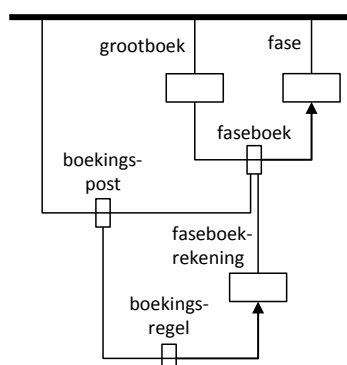 grootboek
fase
faseboek
boekings-
post
faseboek-
rekening
boekings-
regel